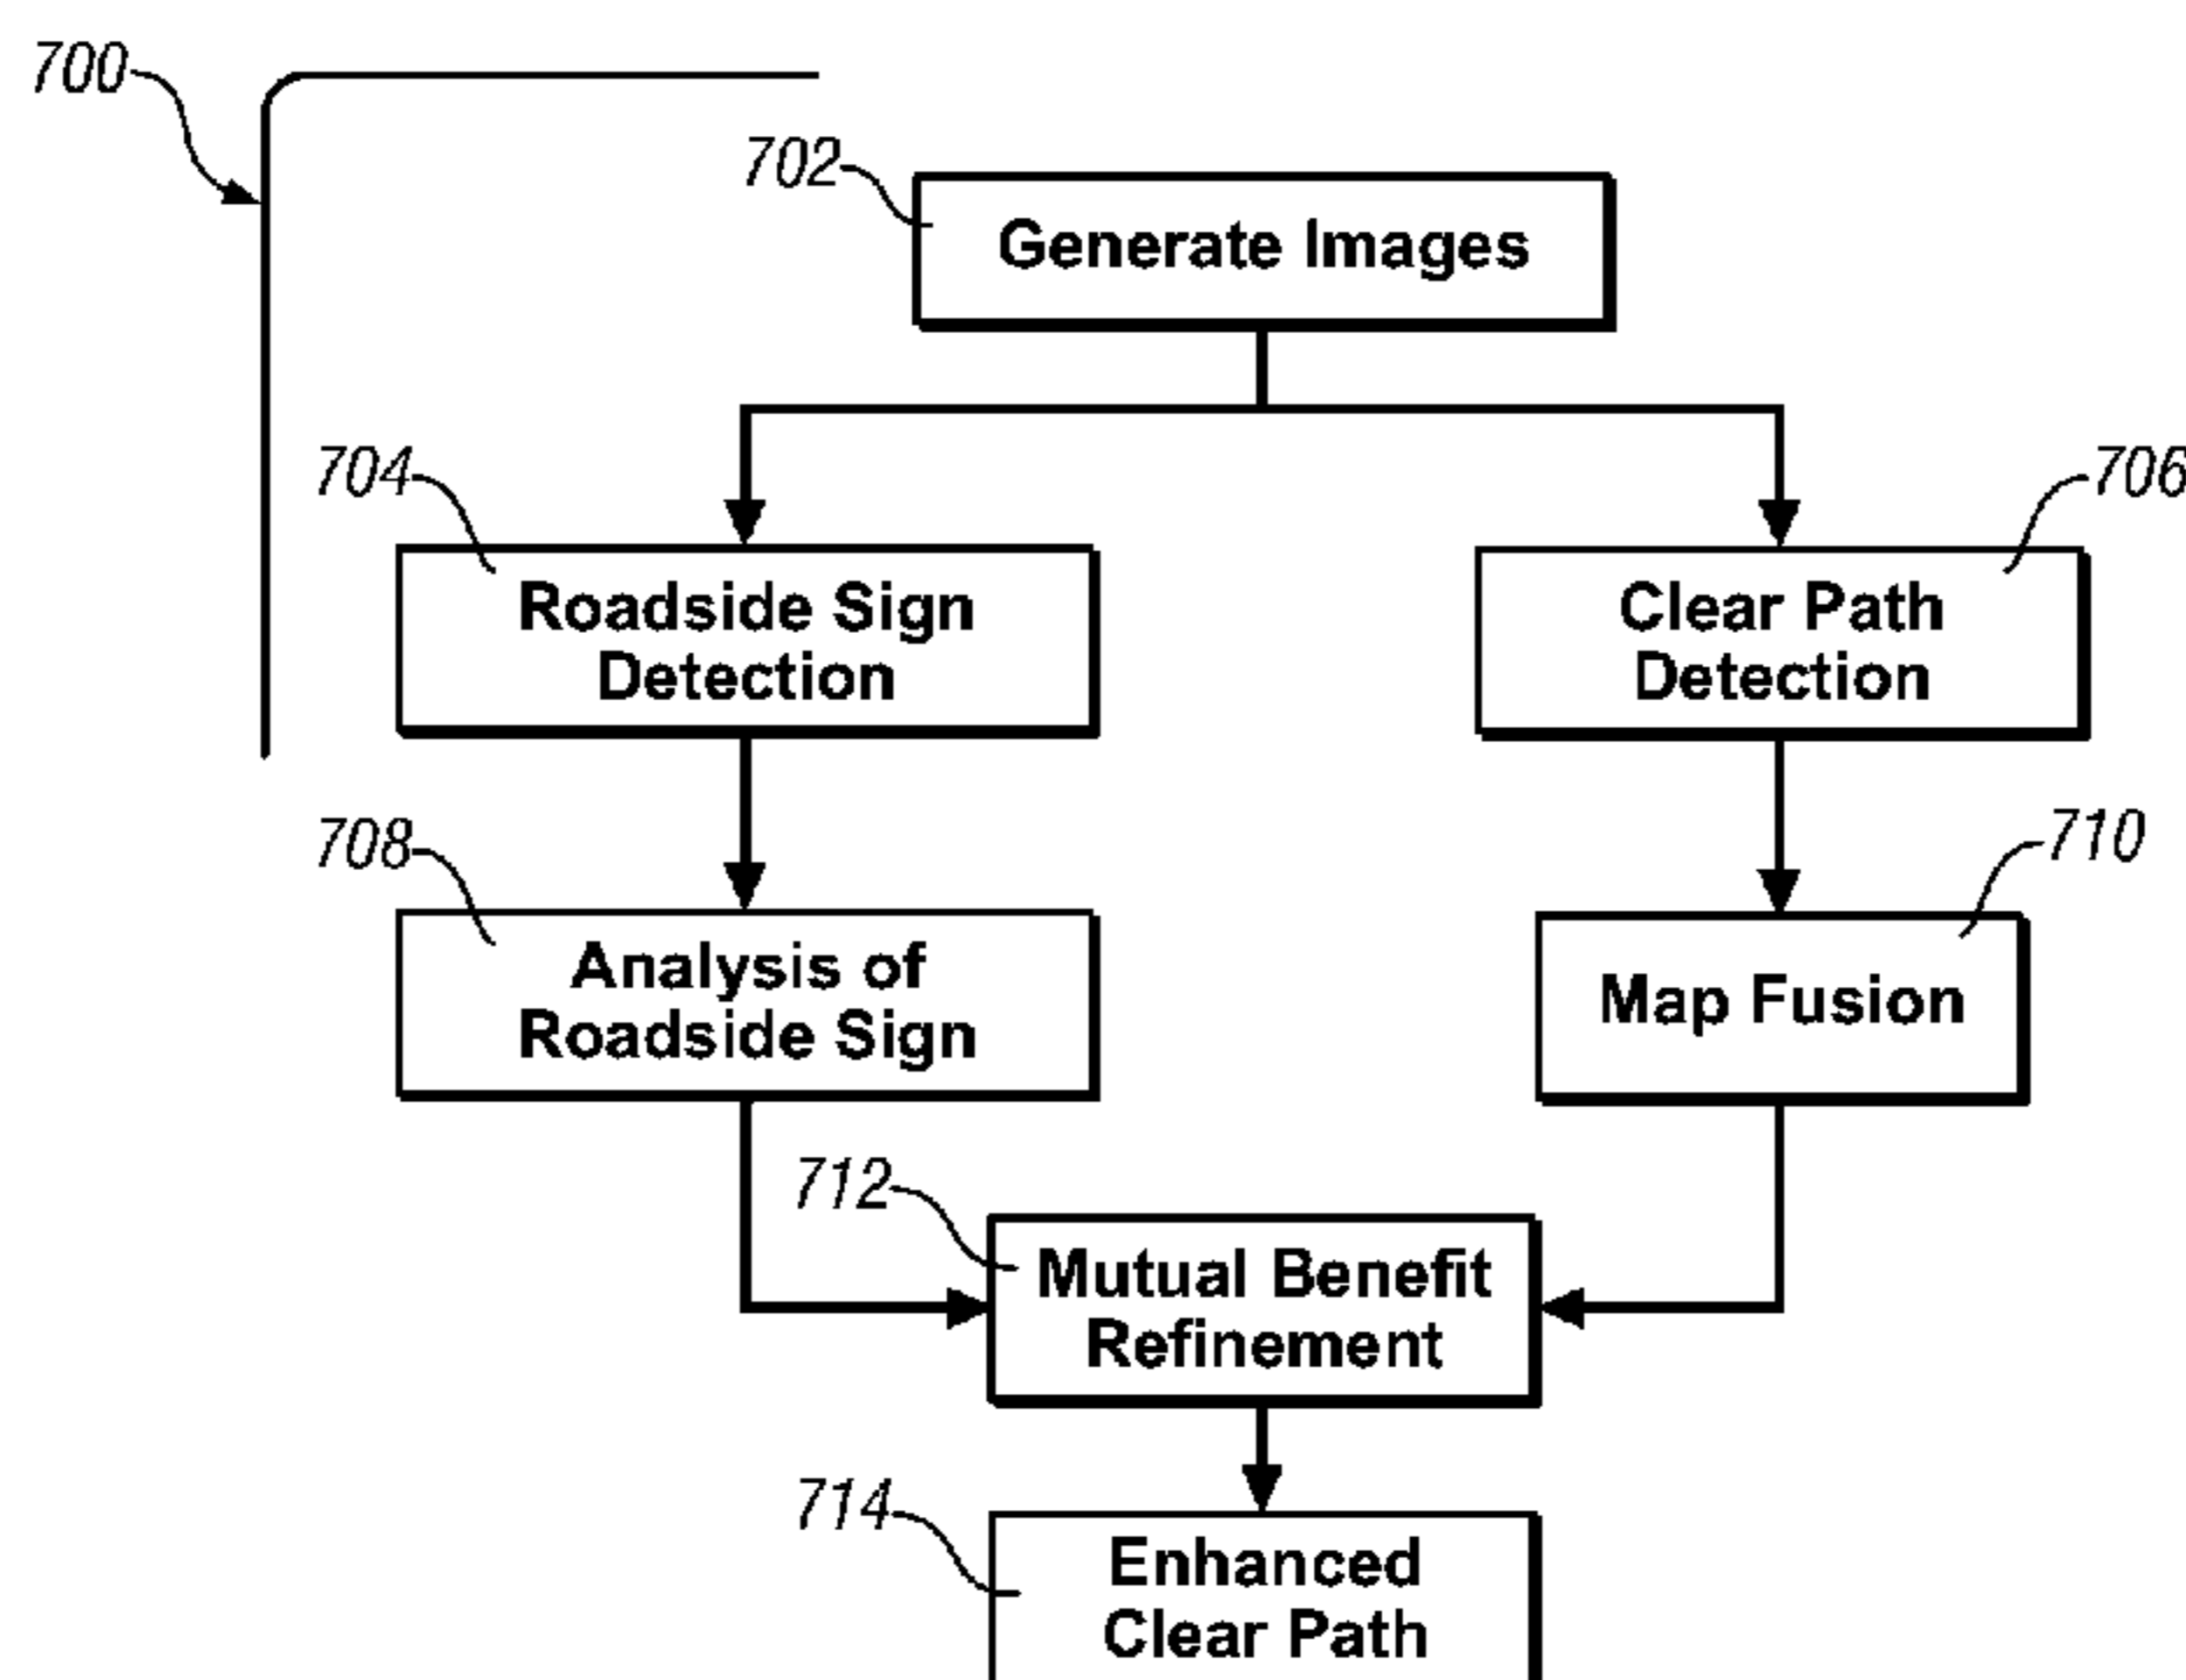 700
702
Generate Images
704
Roadside Sign
Detection
706
Clear Path
Detection
708
Analysis of
Roadside Sign
710
Map Fusion
712
Mutual Benefit
Refinement
714
Enhanced
Clear Path